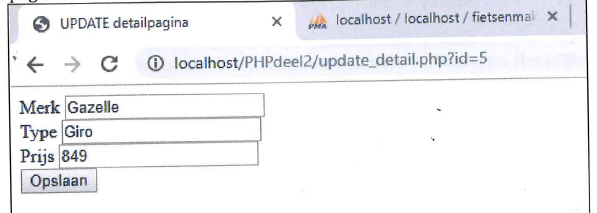 UPDATE detailpagina
localhost / localhost / fietsenmak
localhost/PHPdeel2/update_detail.php?id=5
Merk Gazelle
Type Giro
Prijs 849
Opslaan